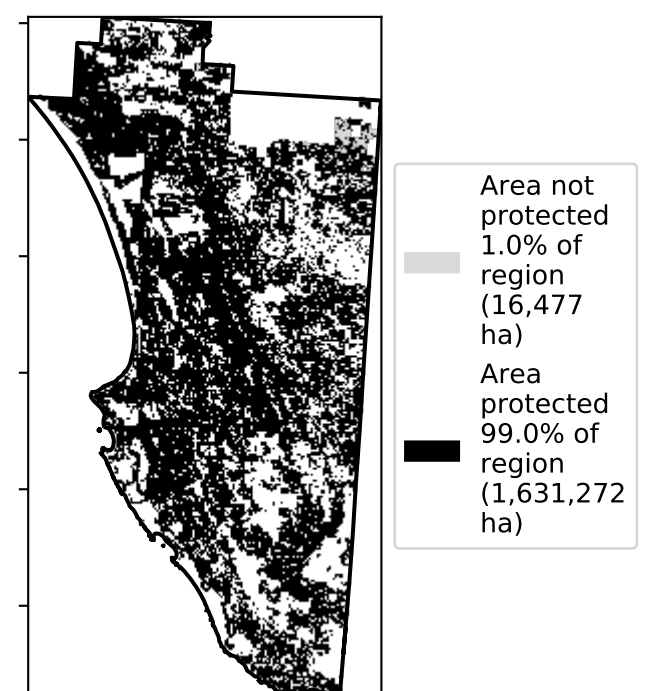 Area not
protected
1.0% of
region
(16,477
ha)
Area
protected
99.0% of
region
(1,631,272
ha)